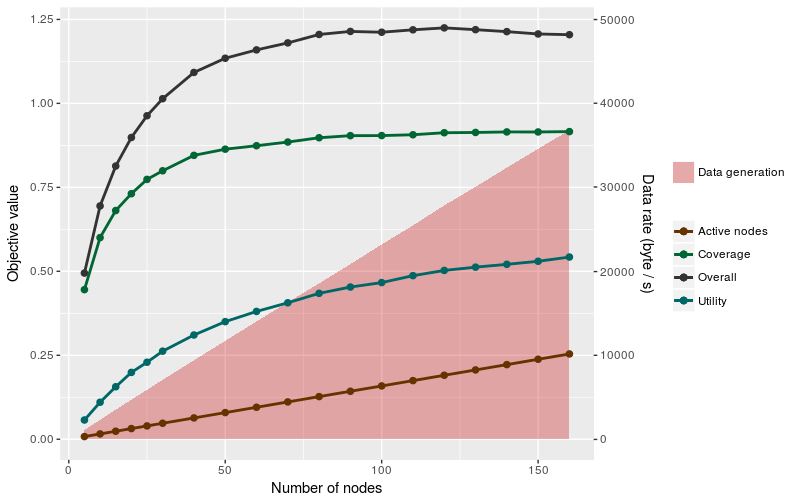 1.25
1.00
0.75
0.50
0.25
0.00
Objective value
0
50
100
150
Number of nodes
50000
40000
30000
20000
10000
0
Data rate (byte / s)
Data generation
Active nodes
Coverage
Overall
Utility